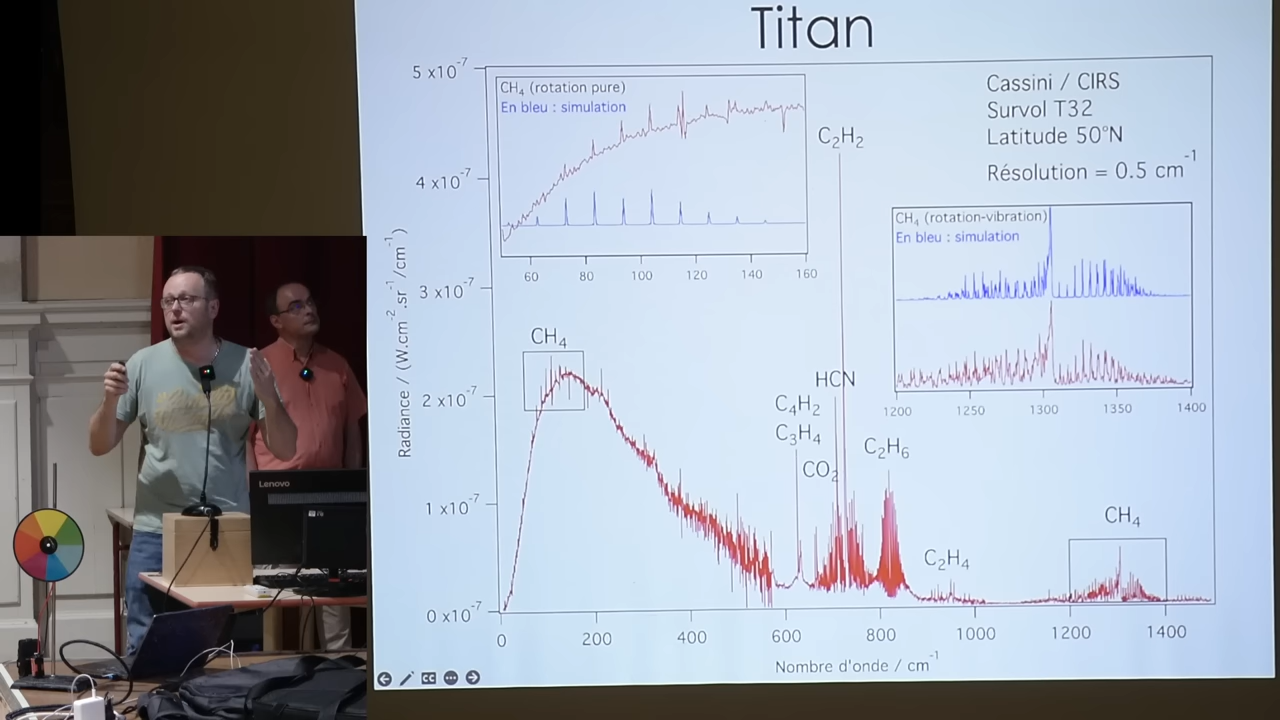 Titan
5 x10-7
4 x10-7
3 x10-7
2 x10-7
1 x10-7
0 x10-7
Radiance / (W.cm-2.sr-1/cm-1)
CH4 (rotation pure)
En bleu : simulation
60 80 100 120 140 160
C2H2
Cassini / CIRS
Survol T32
Latitude 50°N
Résolution = 0.5 cm-1
CH4 (rotation-vibration)
En bleu : simulation
1200 1250 1300 1350 1400
CH4
HCN
C4H2
C3H4
CO2
C2H6
C2H4
CH4
0 200 400 600 800 1000 1200 1400
Nombre d'onde / cm-1
CC
Lenovo